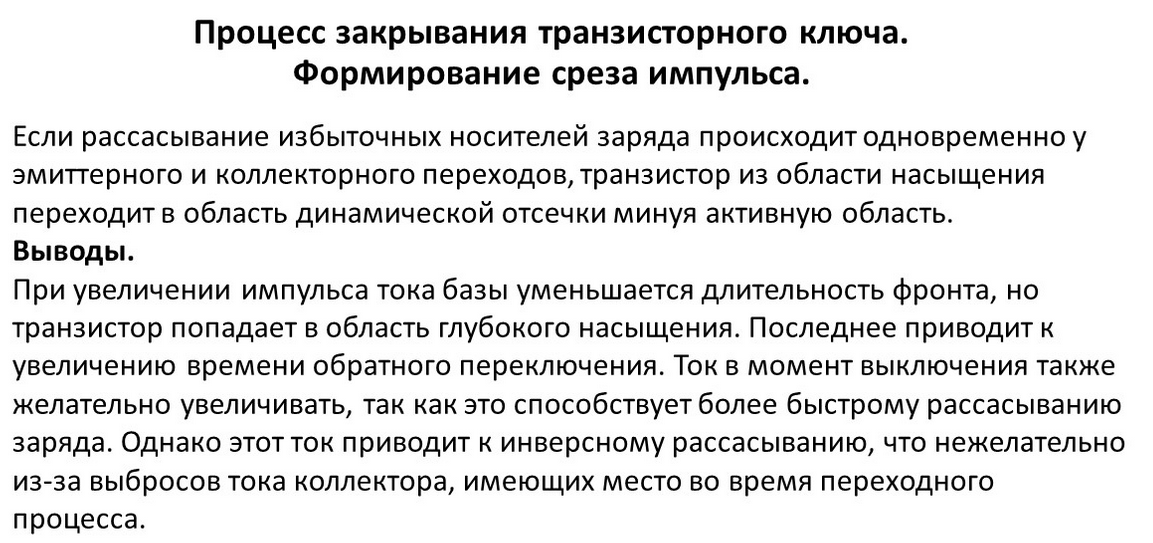 Процесс закрывания транзисторного ключа.
Формирование среза импульса.
Если рассасывание избыточных носителей заряда происходит одновременно у
эмиттерного и коллекторного переходов, транзистор из области насыщения
переходит в область динамической отсечки минуя активную область.
Выводы.
При увеличении импульса тока базы уменьшается длительность фронта, но
транзистор попадает в область глубокого насыщения. Последнее приводит к
увеличению времени обратного переключения. Ток в момент выключения также
желательно увеличивать, так как это способствует более быстрому рассасыванию
заряда. Однако этот ток приводит к инверсному рассасыванию, что нежелательно
из-за выбросов тока коллектора, имеющих место во время переходного
процесса.